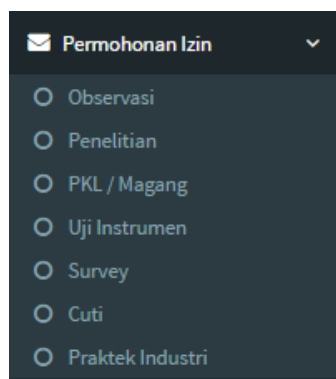 Permohonan Izin
Observasi
Penelitian
PKL / Magang
Uji Instrumen
Survey
Cuti
Praktek Industri